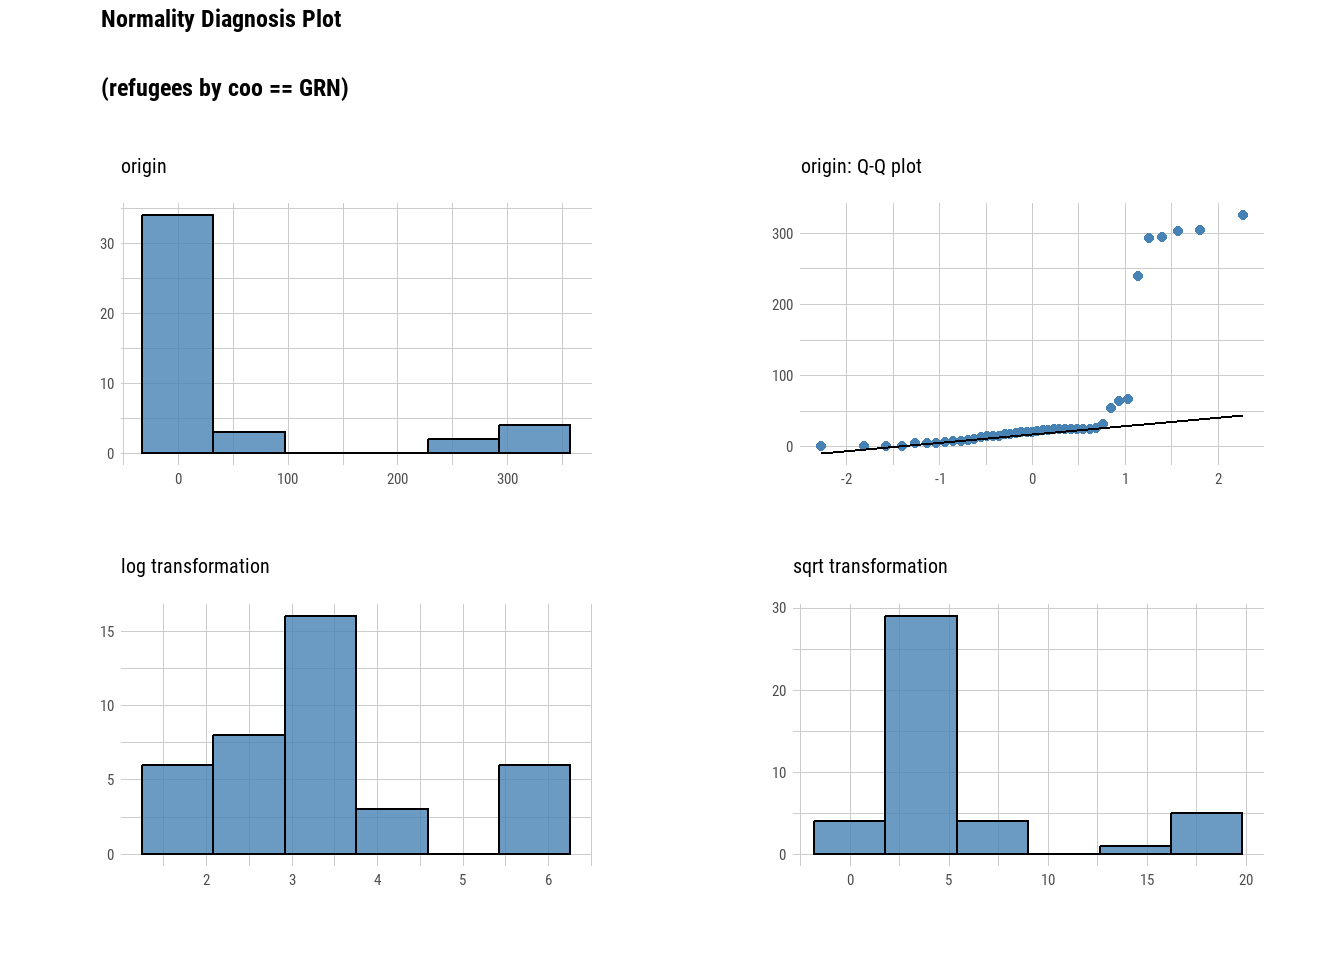 Normality Diagnosis Plot
(refugees by coo == GRN)
origin
30
20
10
0
0 100 200 300
origin: Q-Q plot
300
200
100
0
-2 -1 0 1 2
log transformation
15
10
5
0
2 3 4 5 6
sqrt transformation
30
20
10
0
0 5 10 15 20